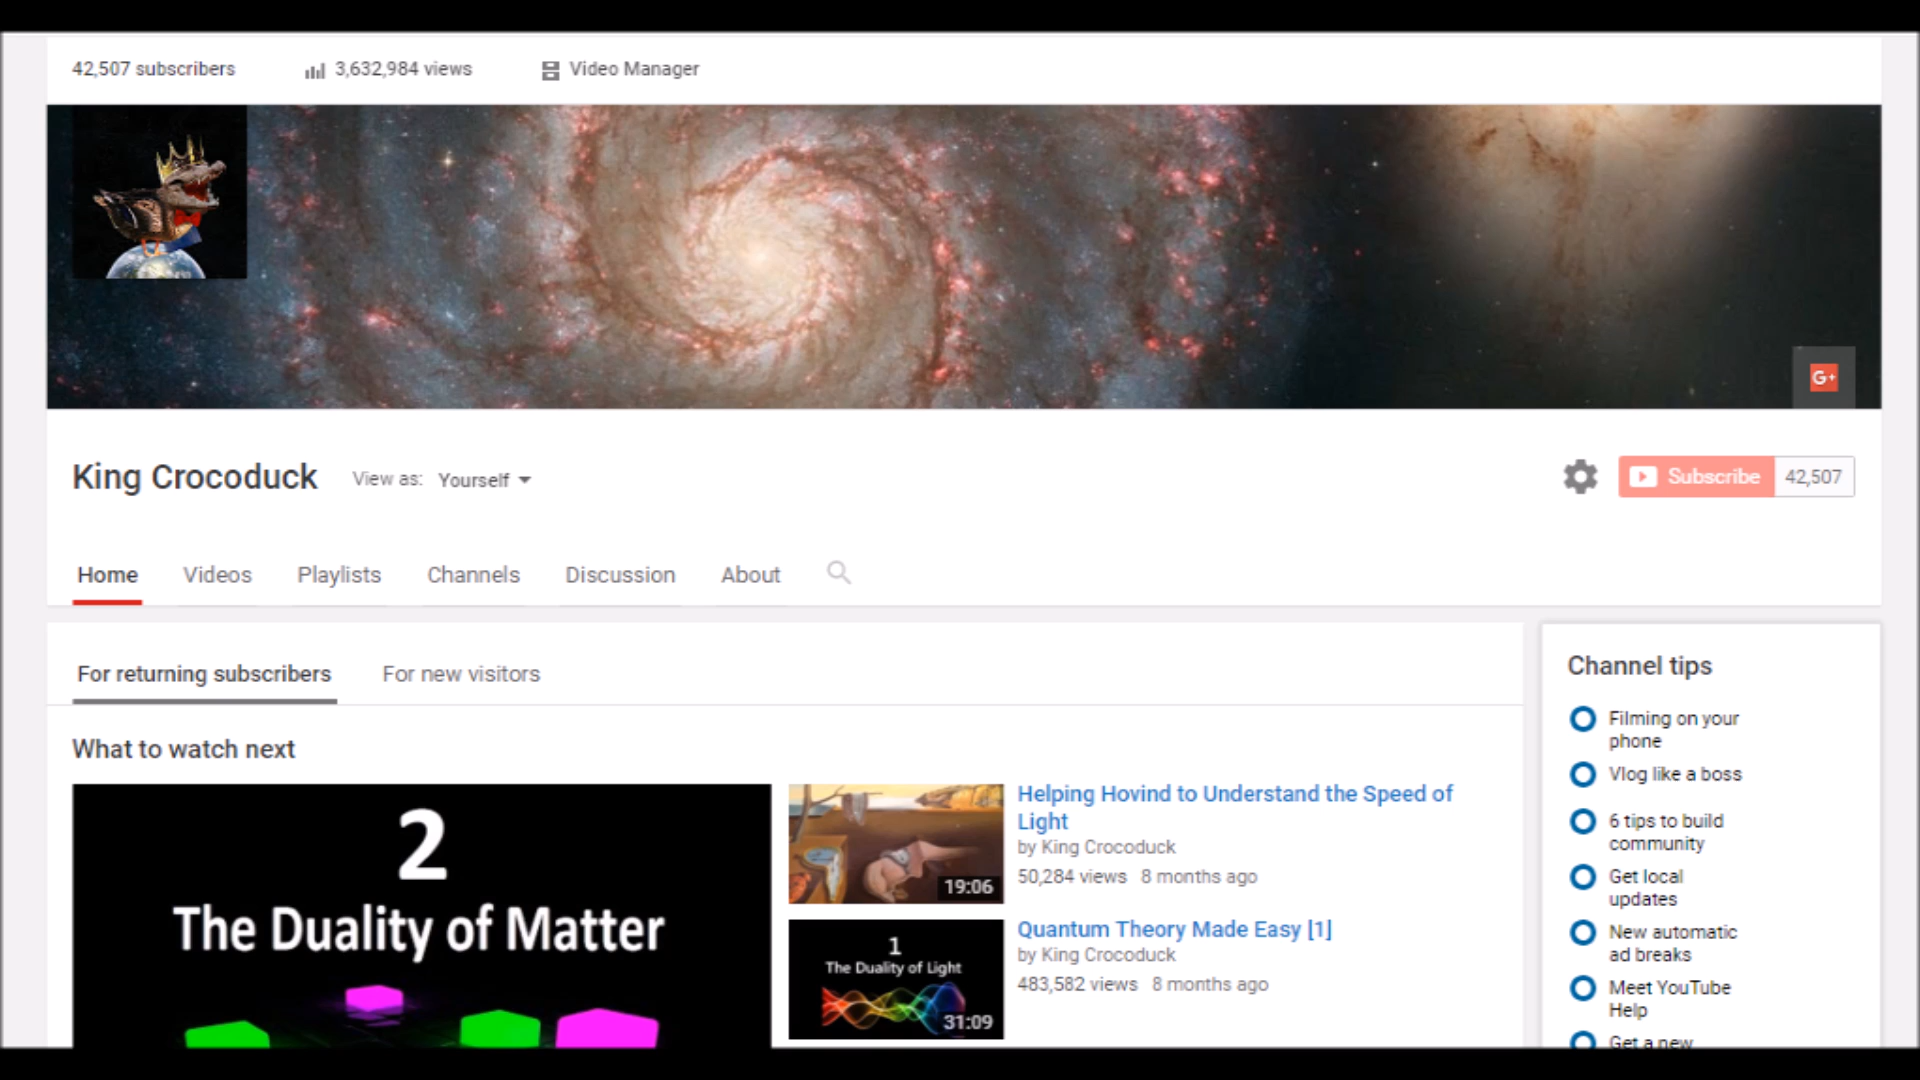 42,507 subscribers
3,632,984 views
Video Manager
G+
King Crocoduck
View as: Yourself
Subscribe 42,507
Home Videos Playlists Channels Discussion About
For returning subscribers For new visitors
What to watch next
2
The Duality of Matter
19:06
Helping Hovind to Understand the Speed of
Light
by King Crocoduck
50,284 views 8 months ago
1
The Duality of Light
31:09
Quantum Theory Made Easy [1]
by King Crocoduck
483,582 views 8 months ago
Channel tips
Filming on your
phone
Vlog like a boss
6 tips to build
community
Get local
updates
New automatic
ad breaks
Meet YouTube
Help
Get a new